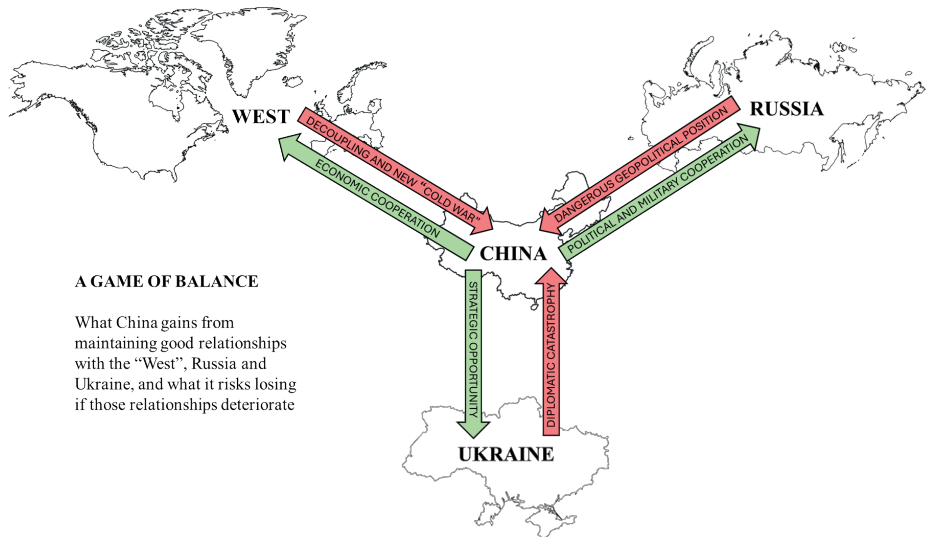 WEST
RUSSIA
DECOUPLING AND NEW “COLD WAR”
ECONOMIC COOPERATION
DANGEROUS GEOPOLITICAL POSITION
POLITICAL AND MILITARY COOPERATION
CHINA
A GAME OF BALANCE
What China gains from
maintaining good relationships
with the “West”, Russia and
Ukraine, and what it risks losing
if those relationships deteriorate
STRATEGIC OPPORTUNITY
DIPLOMATIC CATASTROPHY
UKRAINE